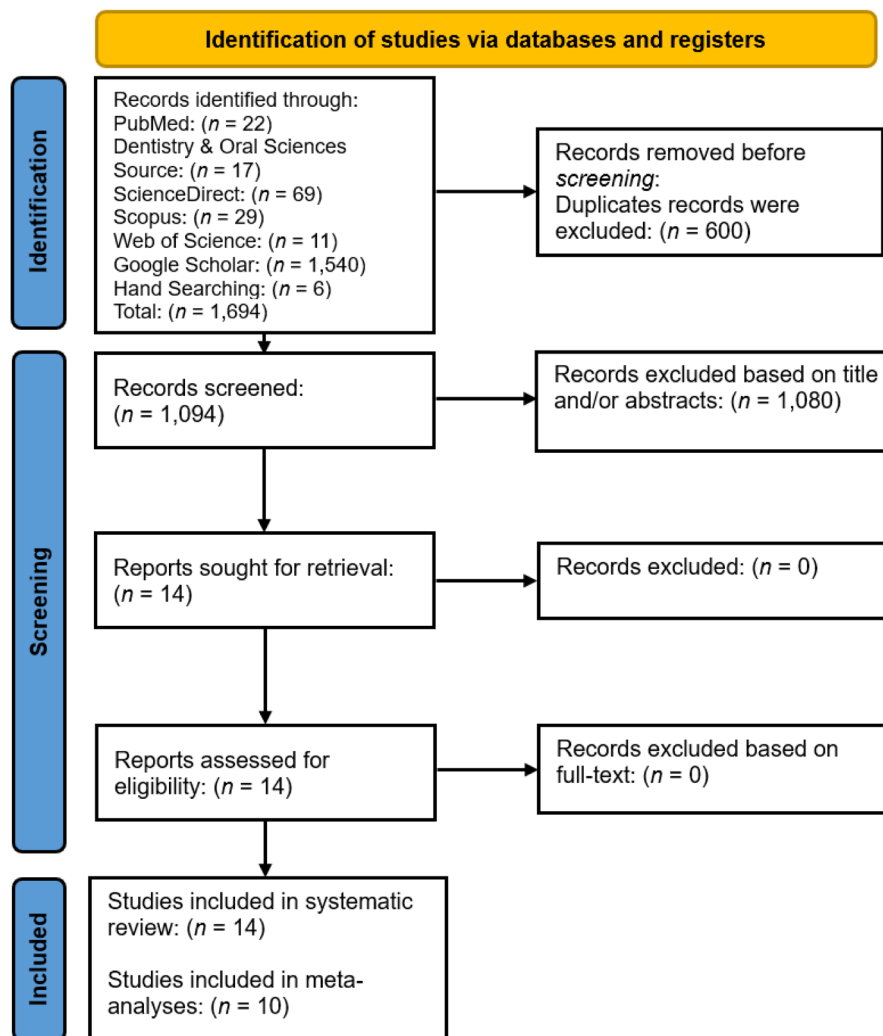 Identification of studies via databases and registers
Identification
Records identified through:
PubMed: (n = 22)
Dentistry & Oral Sciences
Source: (n = 17)
ScienceDirect: (n = 69)
Scopus: (n = 29)
Web of Science: (n = 11)
Google Scholar: (n = 1,540)
Hand Searching: (n = 6)
Total: (n = 1,694)
Records removed before
screening:
Duplicates records were
excluded: (n = 600)
Screening
Records screened:
(n = 1,094)
Records excluded based on title
and/or abstracts: (n = 1,080)
Reports sought for retrieval:
(n = 14)
Records excluded: (n = 0)
Reports assessed for
eligibility: (n = 14)
Records excluded based on
full-text: (n = 0)
Included
Studies included in systematic
review: (n = 14)
Studies included in meta-
analyses: (n = 10)